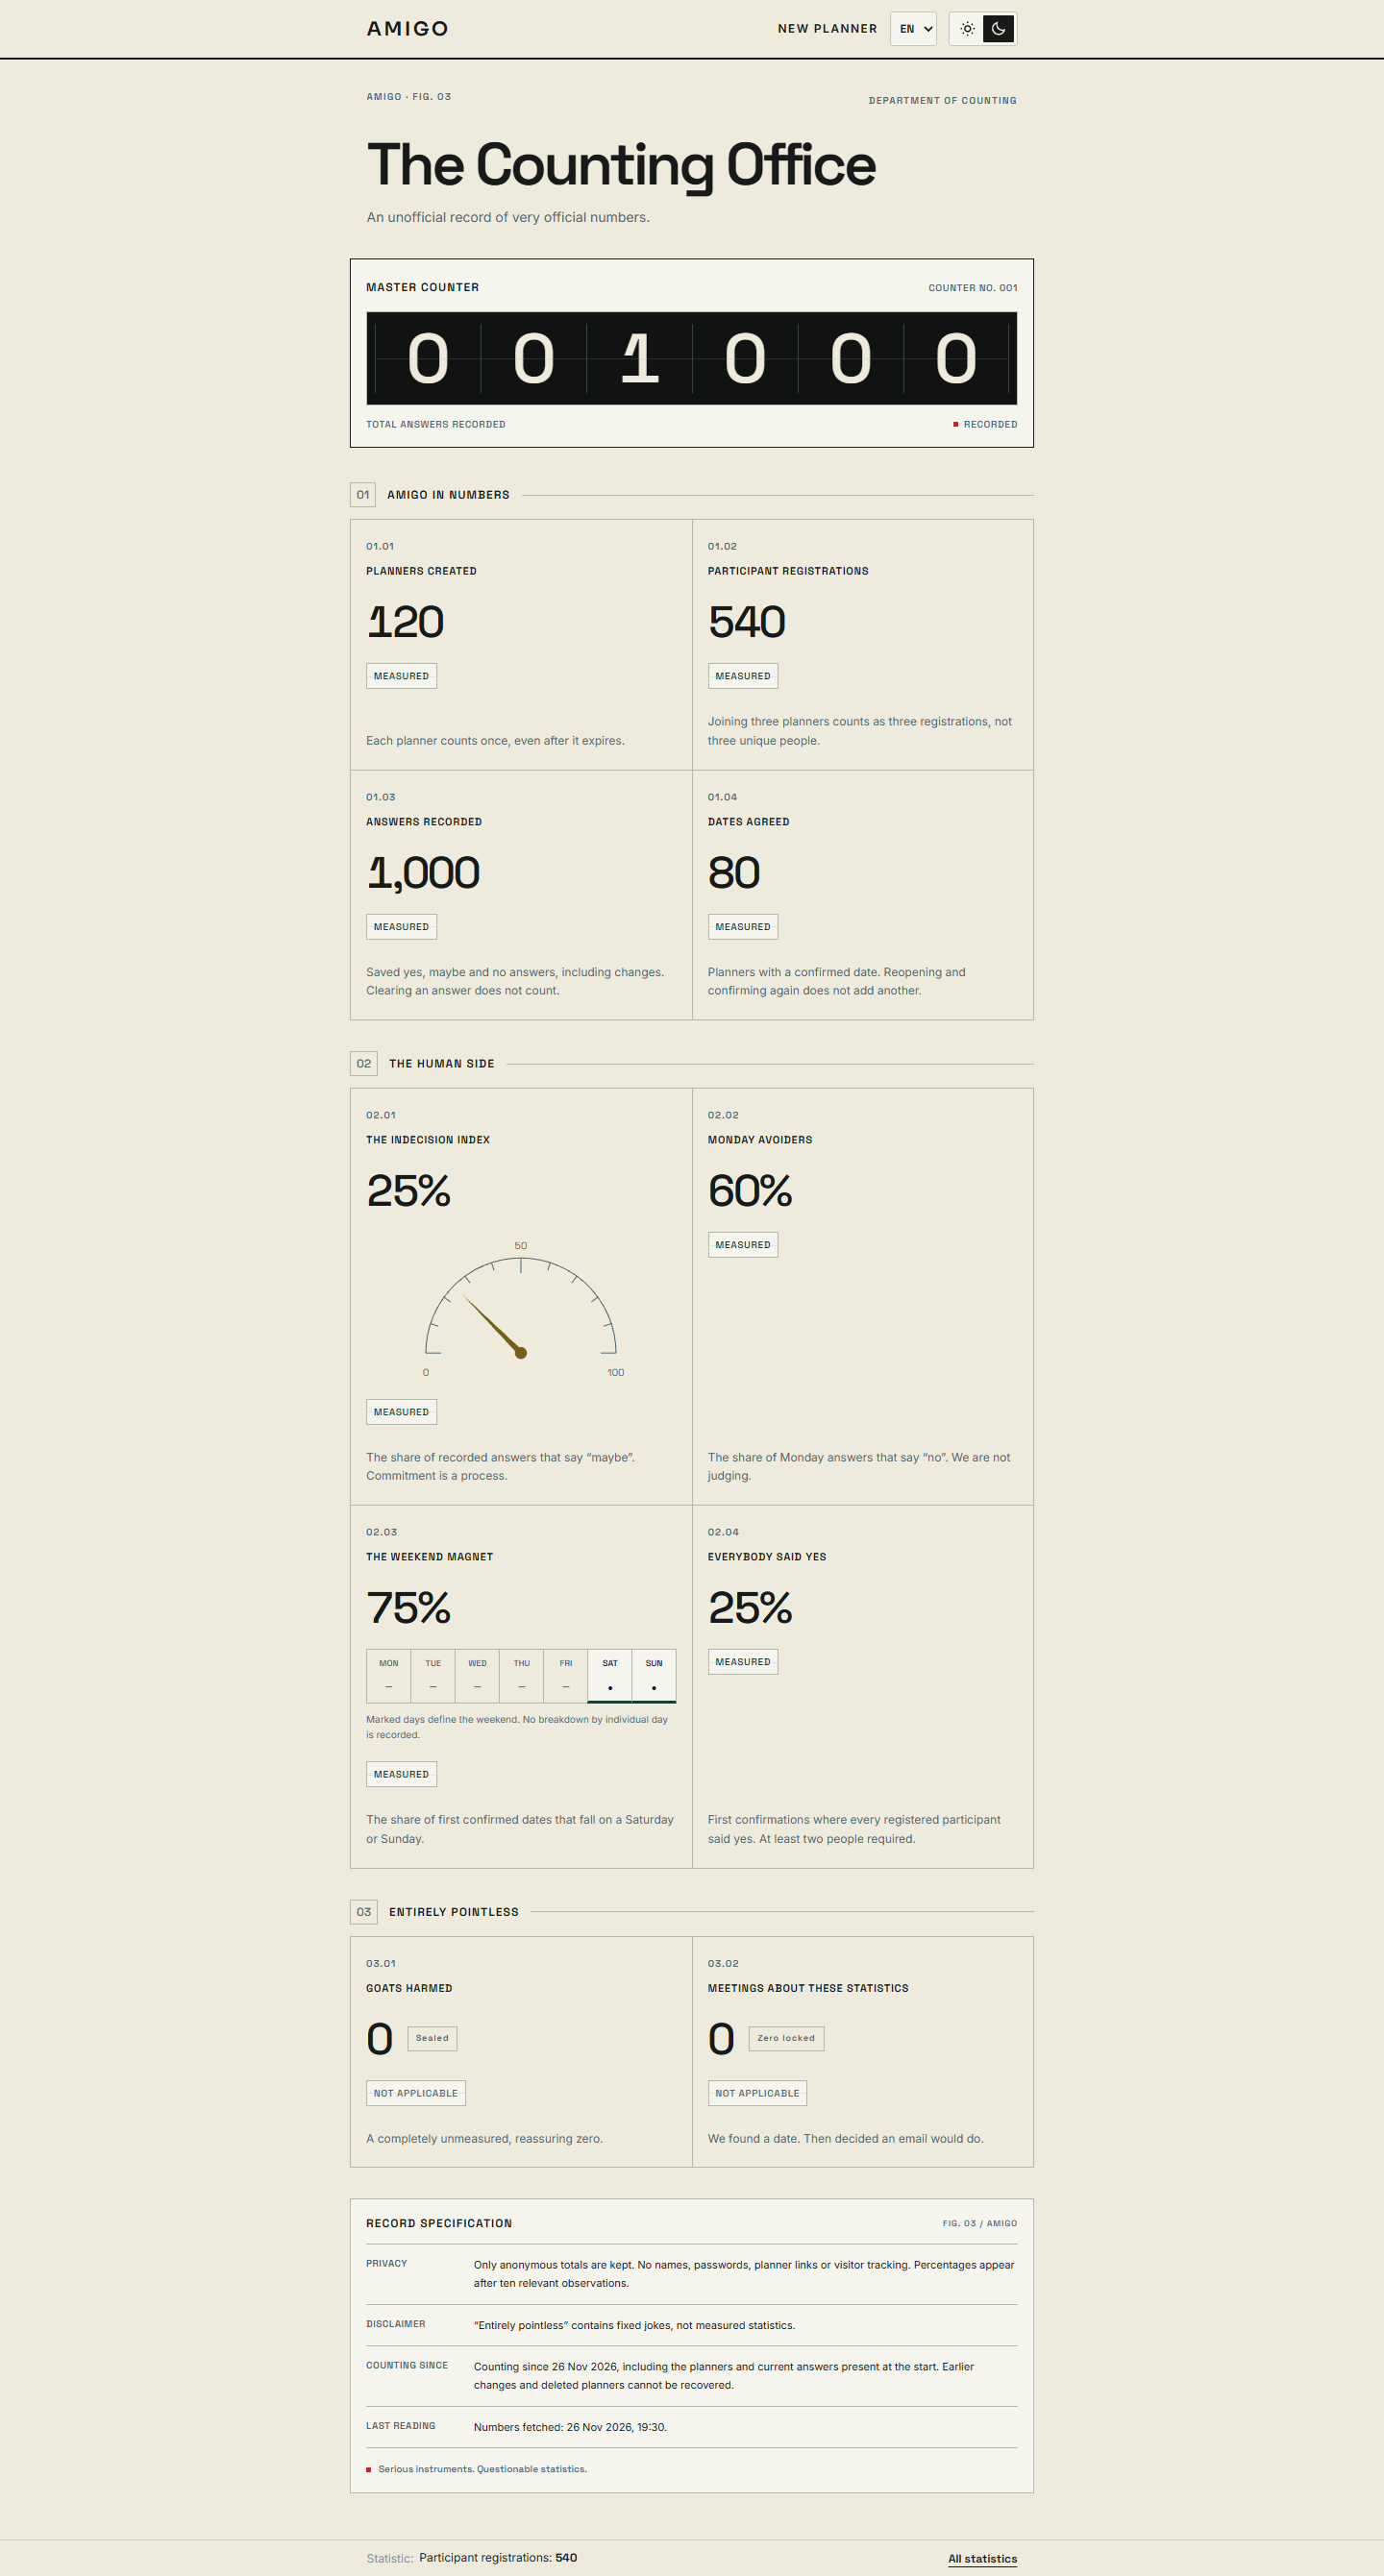 AMIGO
NEW PLANNER
EN
AMIGO · FIG. 03
DEPARTMENT OF COUNTING
The Counting Office
An unofficial record of very official numbers.
MASTER COUNTER
COUNTER NO. 001
0 0 1 0 0 0
TOTAL ANSWERS RECORDED
RECORDED
01 AMIGO IN NUMBERS
01.01
PLANNERS CREATED
120
MEASURED
Each planner counts once, even after it expires.
01.02
PARTICIPANT REGISTRATIONS
540
MEASURED
Joining three planners counts as three registrations, not
three unique people.
01.03
ANSWERS RECORDED
1,000
MEASURED
Saved yes, maybe and no answers, including changes.
Clearing an answer does not count.
01.04
DATES AGREED
80
MEASURED
Planners with a confirmed date. Reopening and
confirming again does not add another.
02 THE HUMAN SIDE
02.01
THE INDECISION INDEX
25%
50
0
100
MEASURED
The share of recorded answers that say “maybe”.
Commitment is a process.
02.02
MONDAY AVOIDERS
60%
MEASURED
The share of Monday answers that say “no”. We are not
judging.
02.03
THE WEEKEND MAGNET
75%
MON TUE WED THU FRI SAT SUN
– – – – – • •
Marked days define the weekend. No breakdown by individual day
is recorded.
MEASURED
The share of first confirmed dates that fall on a Saturday
or Sunday.
02.04
EVERYBODY SAID YES
25%
MEASURED
First confirmations where every registered participant
said yes. At least two people required.
03 ENTIRELY POINTLESS
03.01
GOATS HARMED
0 Sealed
NOT APPLICABLE
A completely unmeasured, reassuring zero.
03.02
MEETINGS ABOUT THESE STATISTICS
0 Zero locked
NOT APPLICABLE
We found a date. Then decided an email would do.
RECORD SPECIFICATION
FIG. 03 / AMIGO
PRIVACY
Only anonymous totals are kept. No names, passwords, planner links or visitor tracking. Percentages appear
after ten relevant observations.
DISCLAIMER
“Entirely pointless” contains fixed jokes, not measured statistics.
COUNTING SINCE
Counting since 26 Nov 2026, including the planners and current answers present at the start. Earlier
changes and deleted planners cannot be recovered.
LAST READING
Numbers fetched: 26 Nov 2026, 19:30.
Serious instruments. Questionable statistics.
Statistic: Participant registrations: 540
All statistics